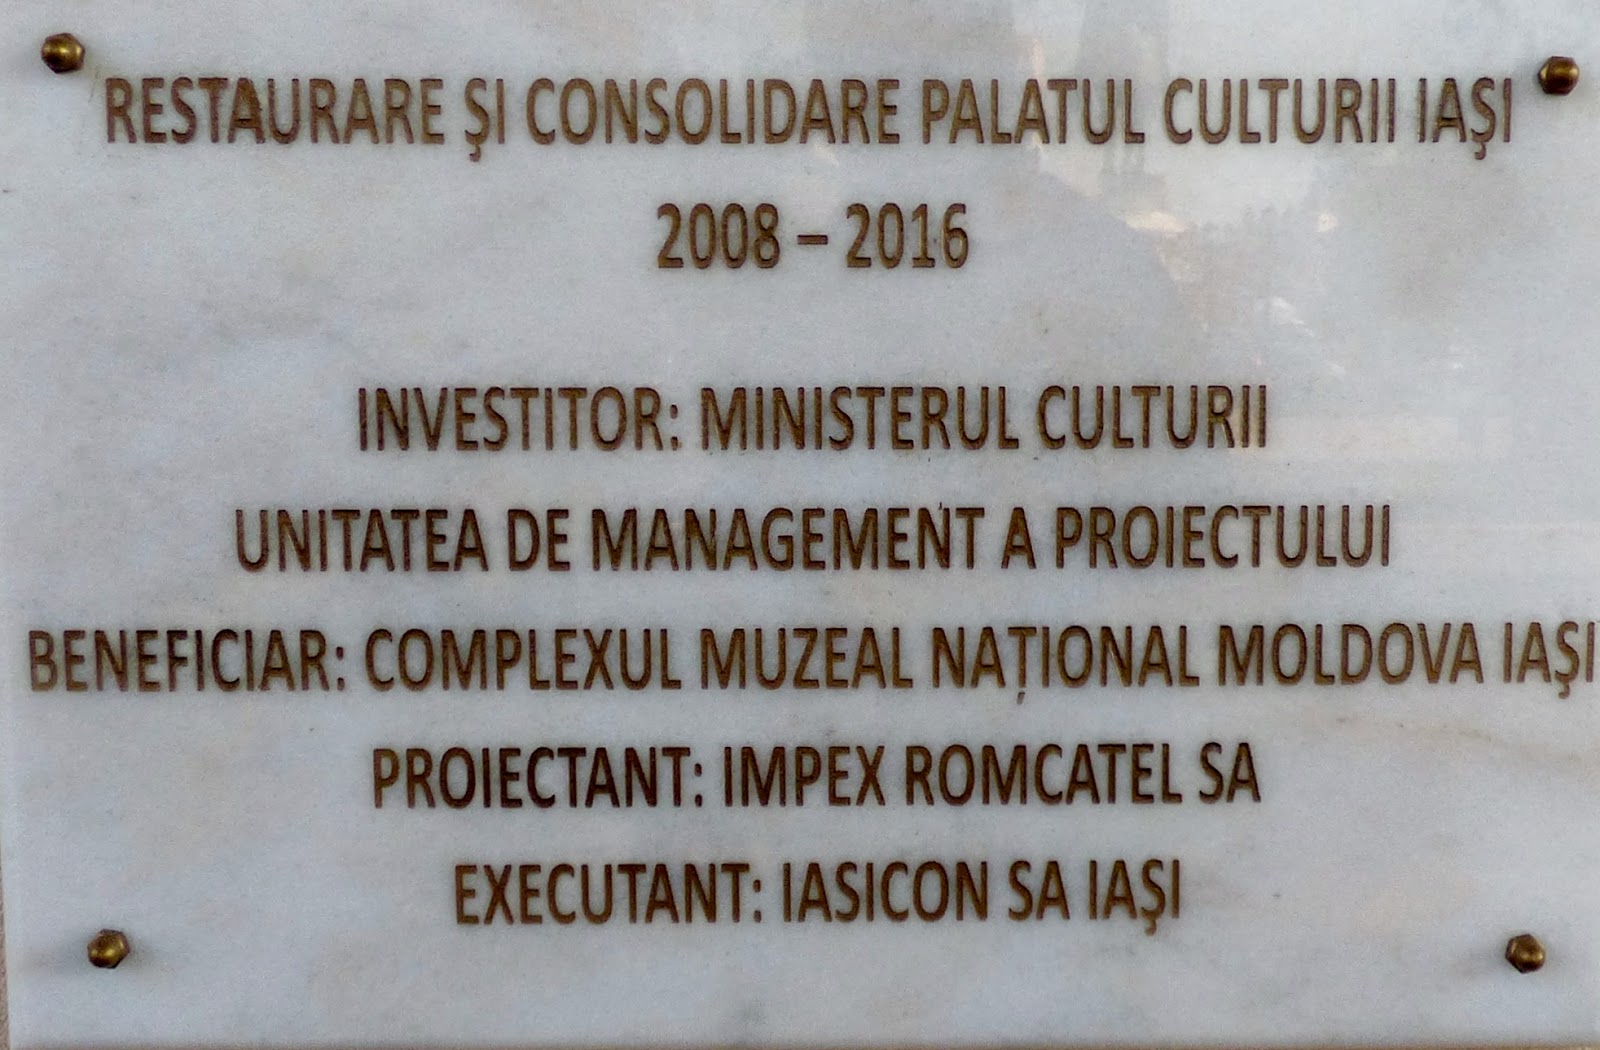 RESTAURARE ŞI CONSOLIDARE PALATUL CULTURII IAŞI
2008 – 2016
INVESTITOR: MINISTERUL CULTURII
UNITATEA DE MANAGEMENT A PROIECTULUI
BENEFICIAR: COMPLEXUL MUZEAL NAȚIONAL MOLDOVA IAŞI
PROIECTANT: IMPEX ROMCATEL SA
EXECUTANT: IASICON SA IAŞI